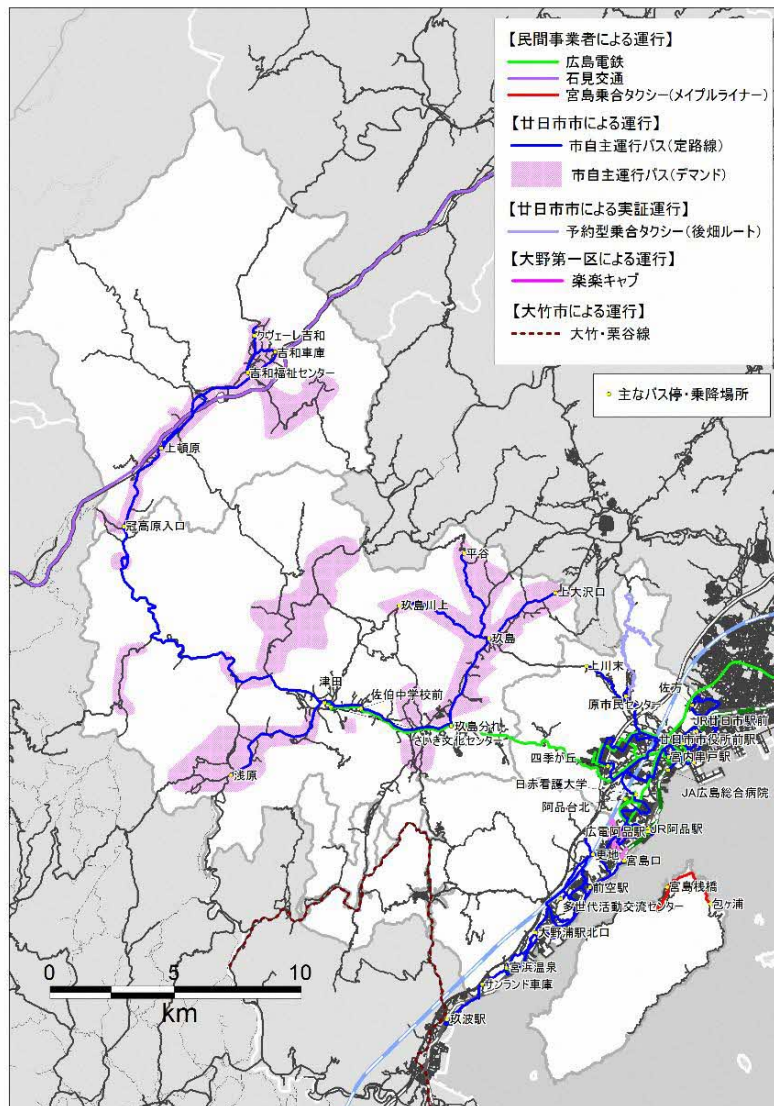 【民間事業者による運行】
広島電鉄
石見交通
宮島乗合タクシー(メイプルライナー)
【廿日市市による運行】
市自主運行バス(定路線)
市自主運行バス(デマンド)
【廿日市市による実証運行】
予約型乗合タクシー(後畑ルート)
【大野第一区による運行】
楽楽キャブ
【大竹市による運行】
大竹・栗谷線
主なバス停・乗降場所
クヴェーレ吉和
吉和車庫
吉和福祉センター
上頓原
冠高原入口
平谷
上大沢口
玖島川上
玖島
上川末
津田
佐伯中学校前
佐方
原市民センター
玖島分れ
さいき文化センター
JR廿日市駅前
廿日市市役所前駅
四季が丘
宮内串戸駅
浅原
日赤看護大学
JA広島総合病院
阿品台北
広電阿品駅
JR阿品駅
更地
宮島口
前空駅
宮島桟橋
多世代活動交流センター
包ヶ浦
大野浦駅北口
宮浜温泉
サンランド車庫
玖波駅
0 5 10
km